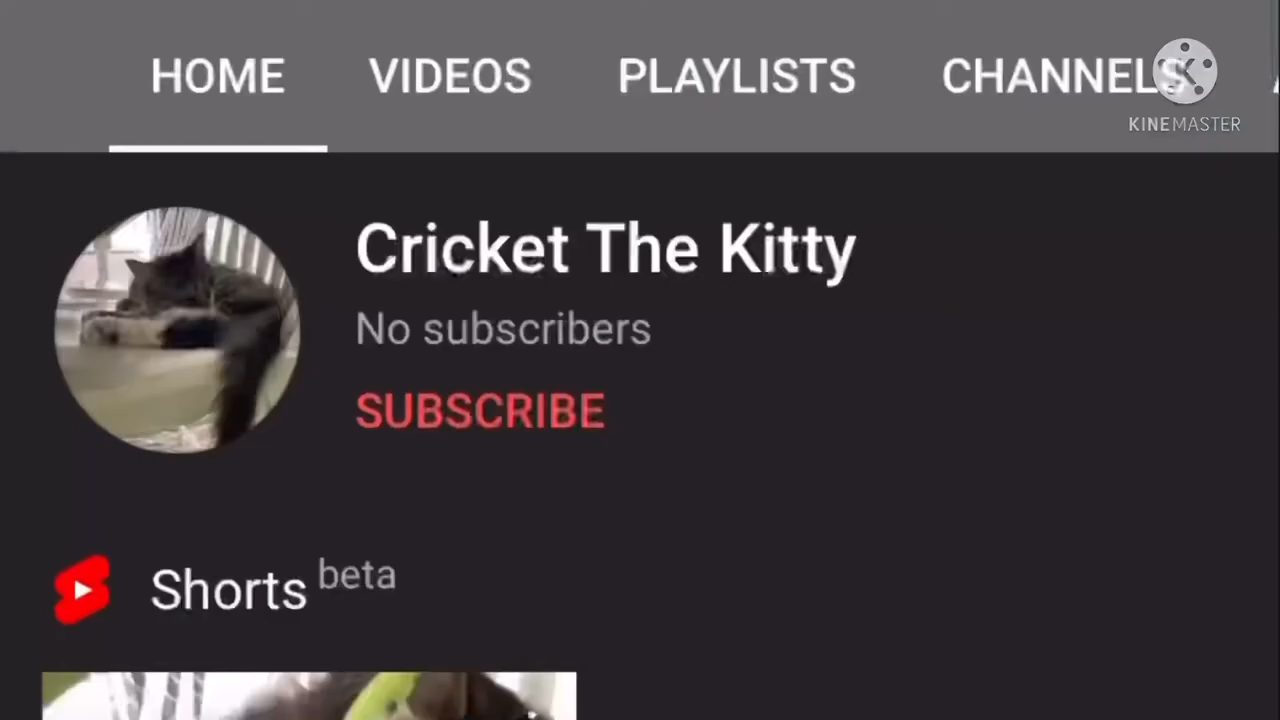 HOME VIDEOS PLAYLISTS CHANNELS
KINEMASTER
Cricket The Kitty
No subscribers
SUBSCRIBE
Shorts beta